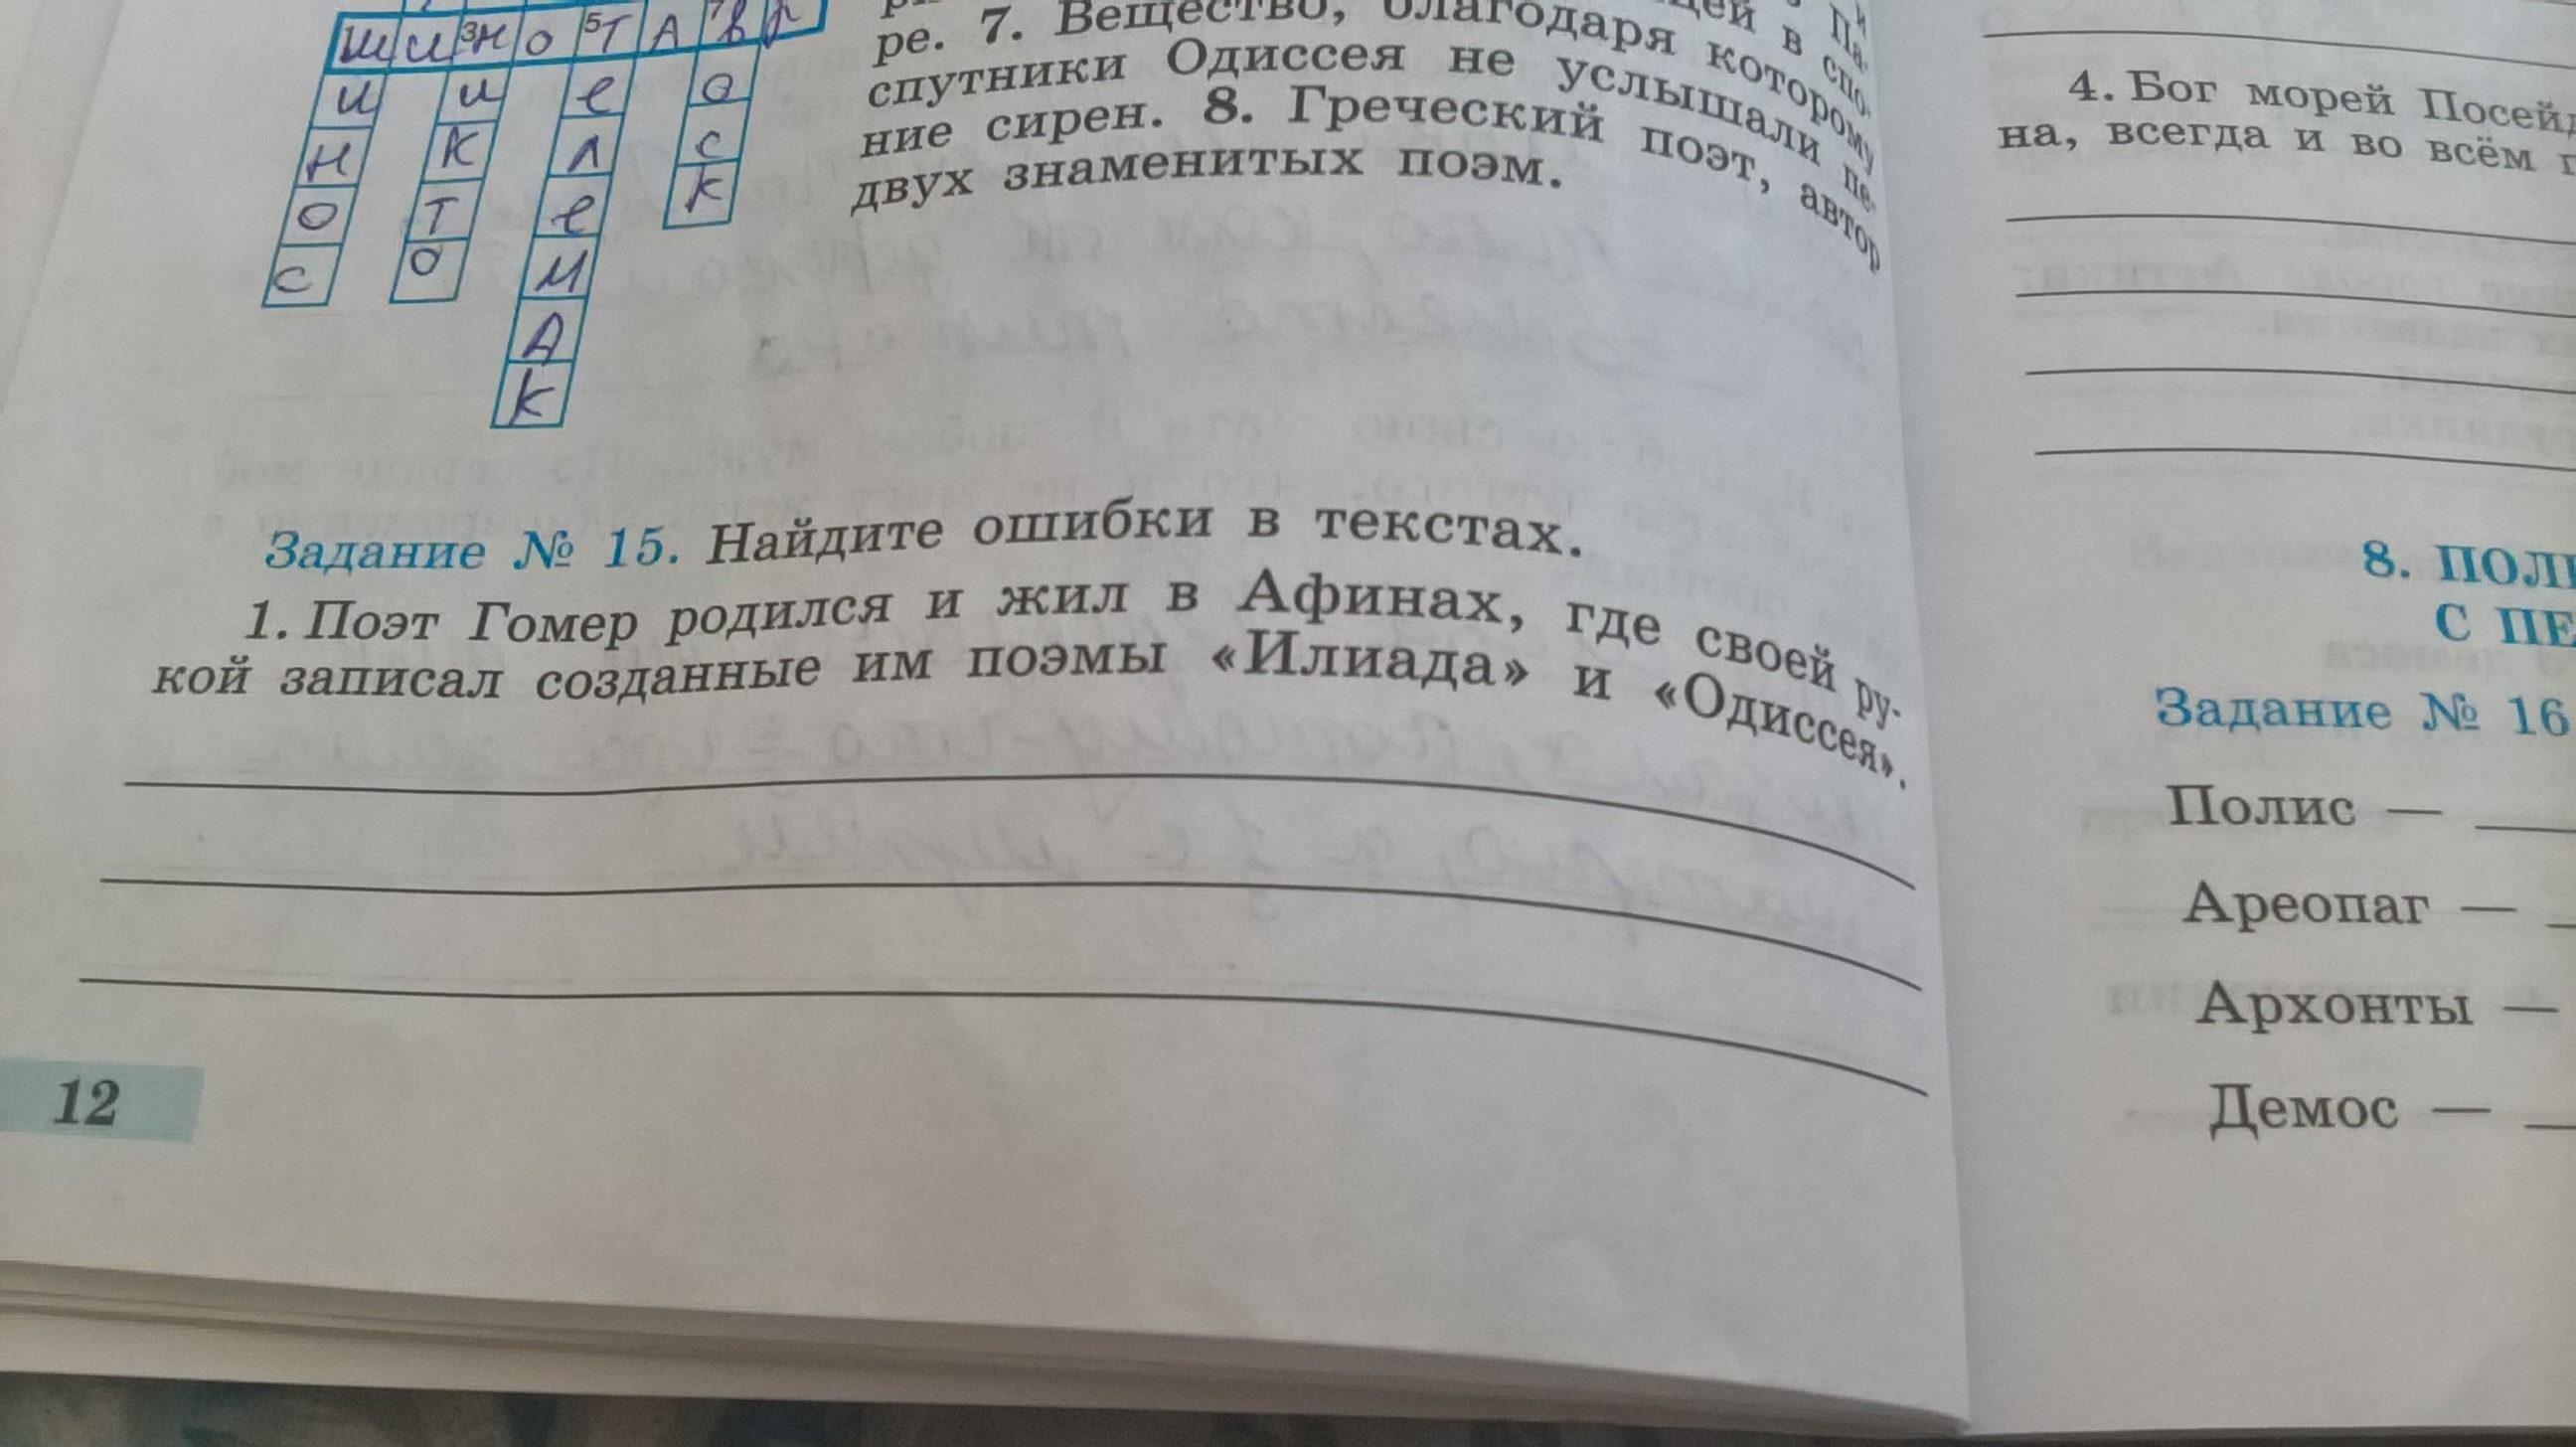 МИ3НО5ТА7ВР
и и е о
н к л с
о т е к
с о м
А
К
ре. 7. Вещество, благодаря которому
спутники Одиссея не услышали пе-
ние сирен. 8. Греческий поэт, автор
двух знаменитых поэм.
Задание № 15. Найдите ошибки в текстах.
1. Поэт Гомер родился и жил в Афинах, где своей ру-
кой записал созданные им поэмы «Илиада» и «Одиссея».
12
4. Бог морей
на, всегда и во всём
8.
Задание № 16
Полис —
Ареопаг —
Архонты —
Демос —